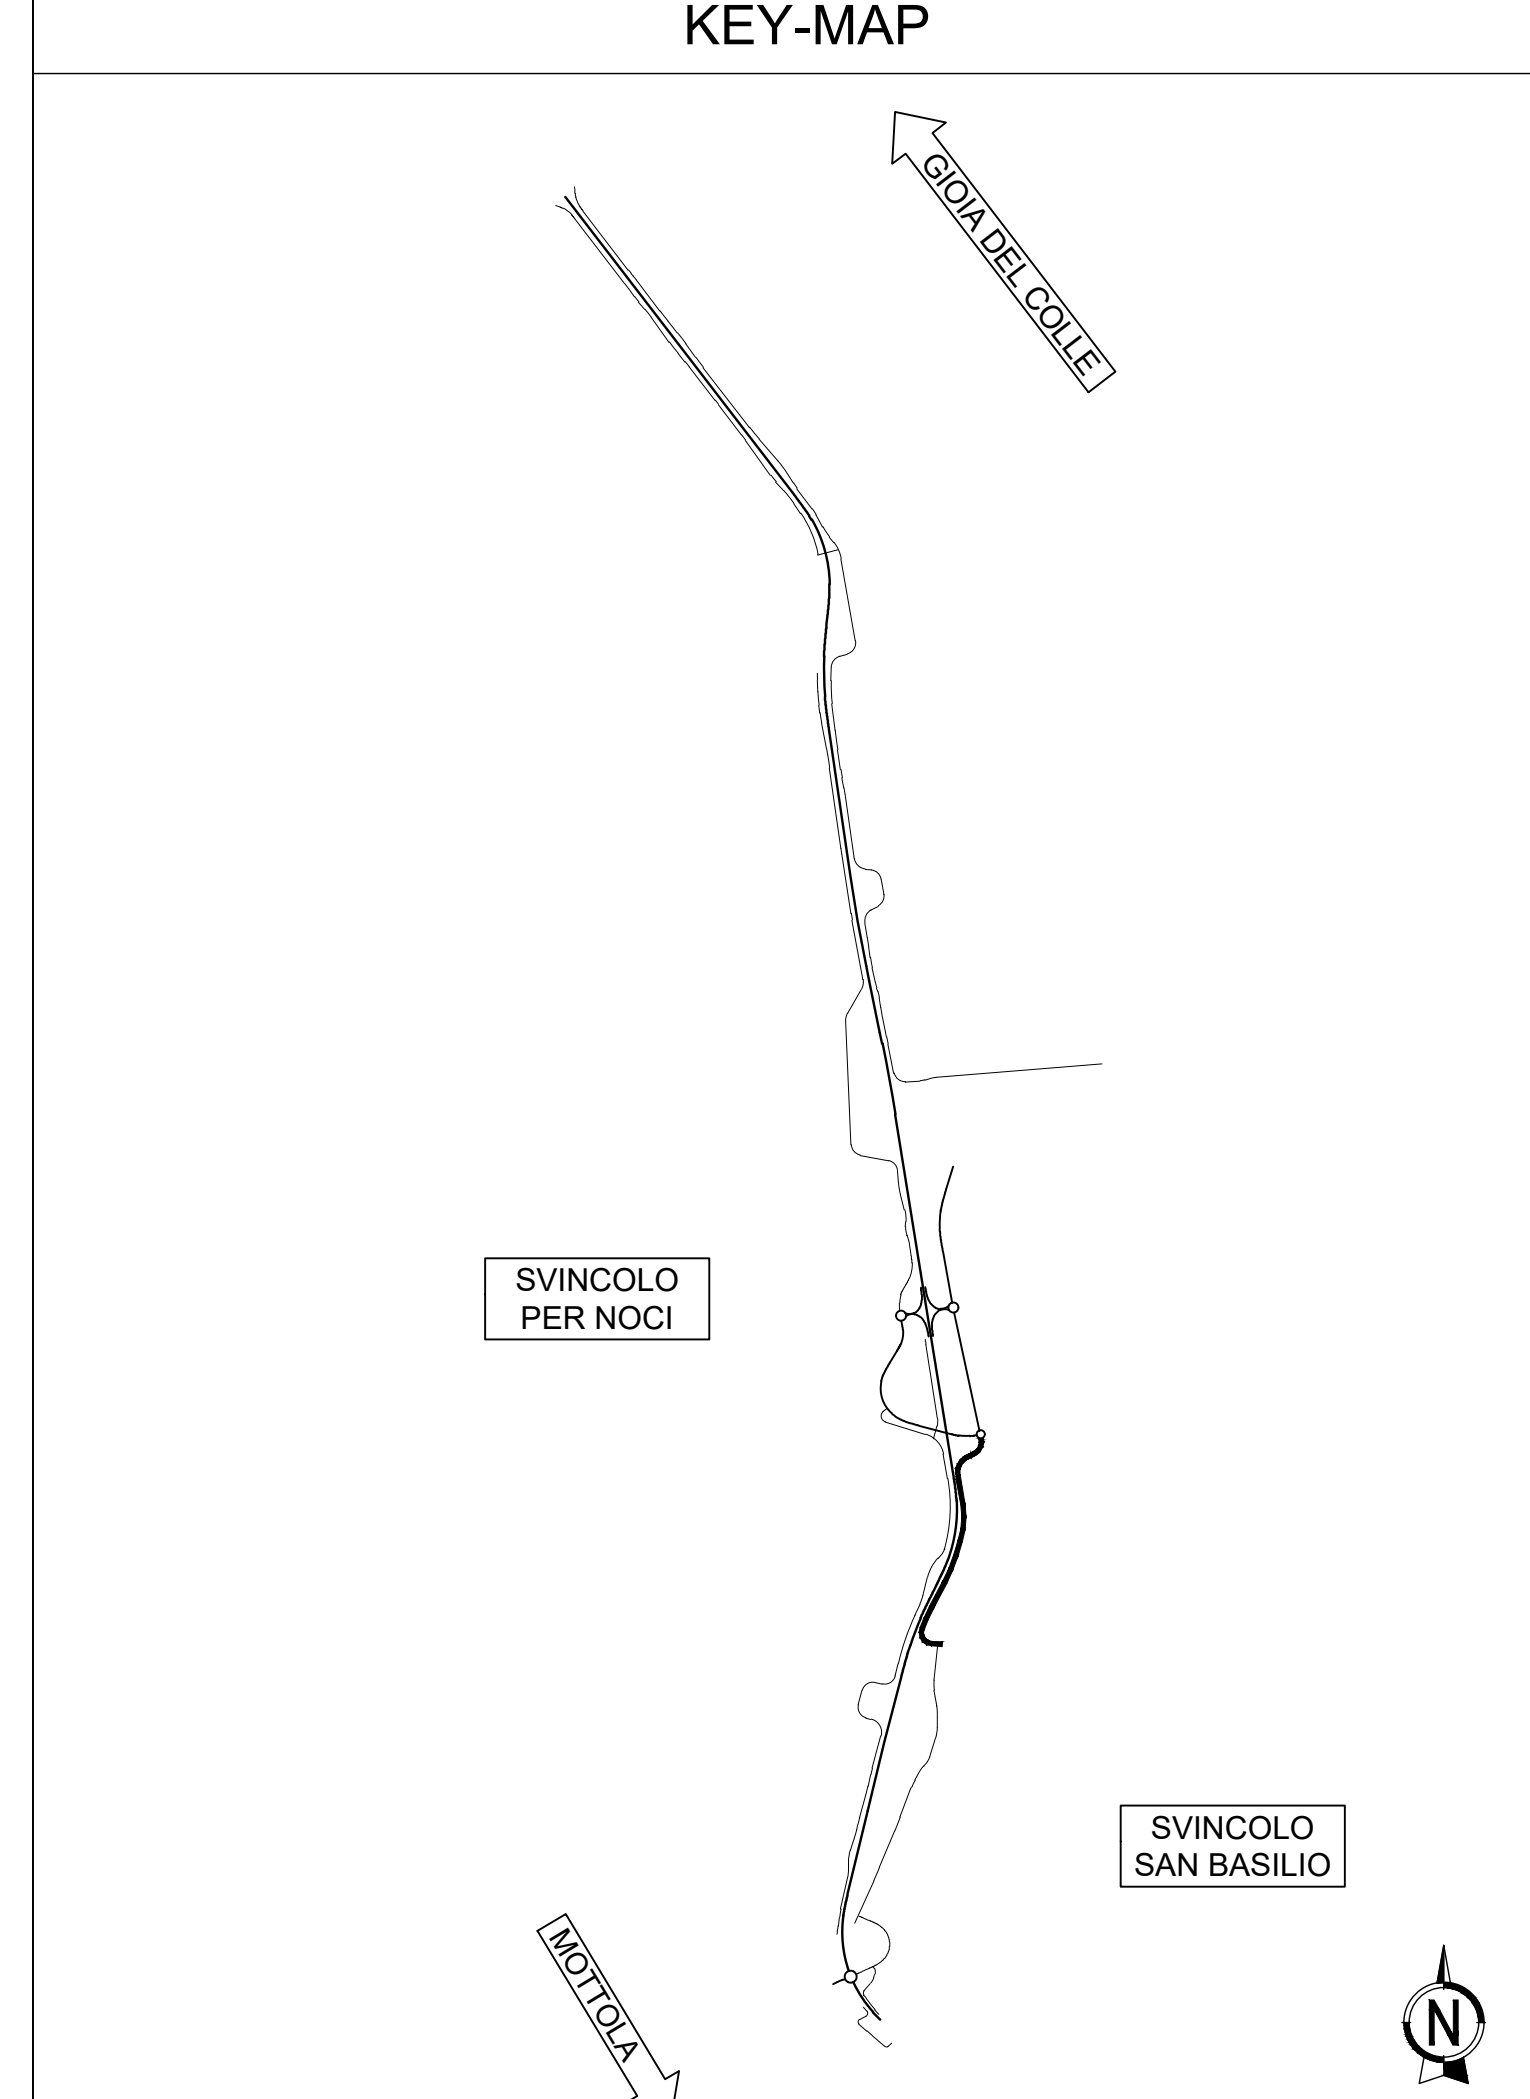 KEY-MAP
GIOIA DEL COLLE
SVINCOLO
PER NOCI
SVINCOLO
SAN BASILIO
MOTTOLA
N